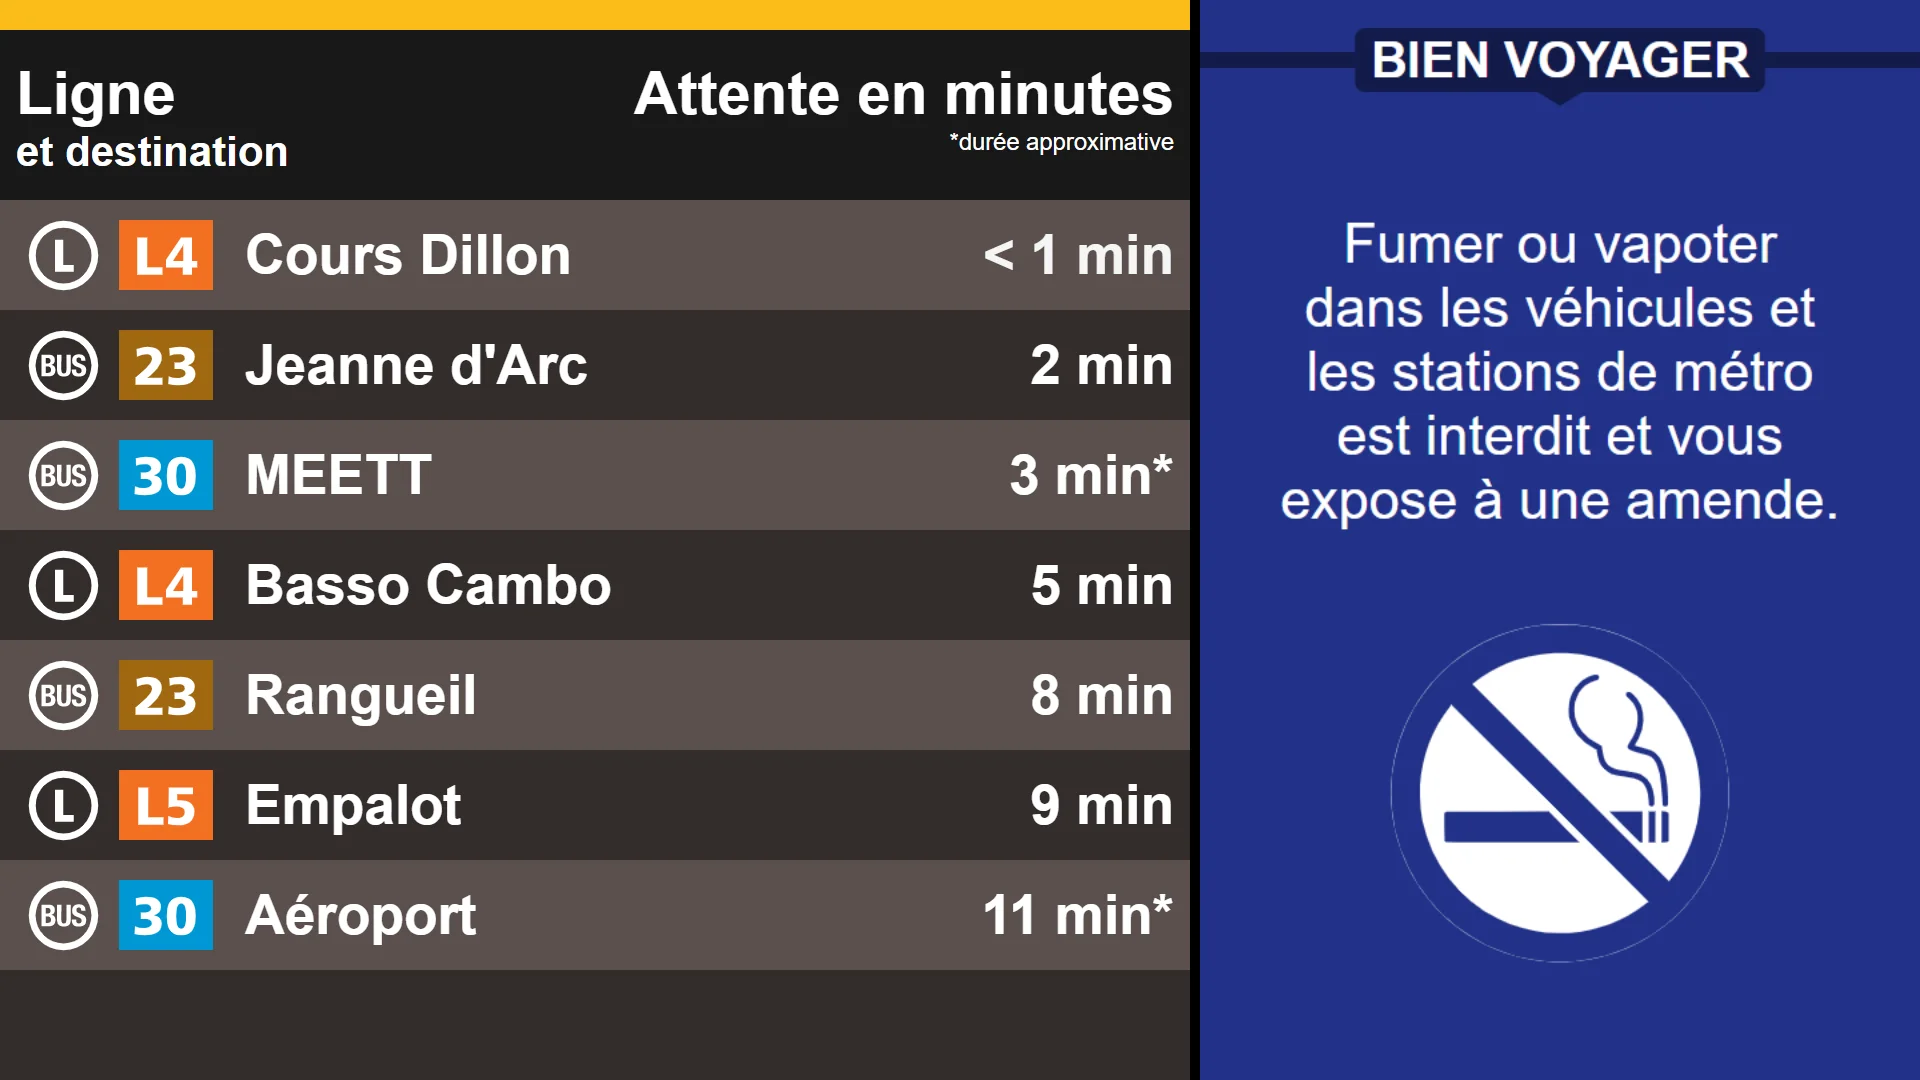 Ligne
et destination
Attente en minutes
*durée approximative
L L4 Cours Dillon < 1 min
BUS 23 Jeanne d'Arc 2 min
BUS 30 MEETT 3 min*
L L4 Basso Cambo 5 min
BUS 23 Rangueil 8 min
L L5 Empalot 9 min
BUS 30 Aéroport 11 min*
BIEN VOYAGER
Fumer ou vapoter
dans les véhicules et
les stations de métro
est interdit et vous
expose à une amende.